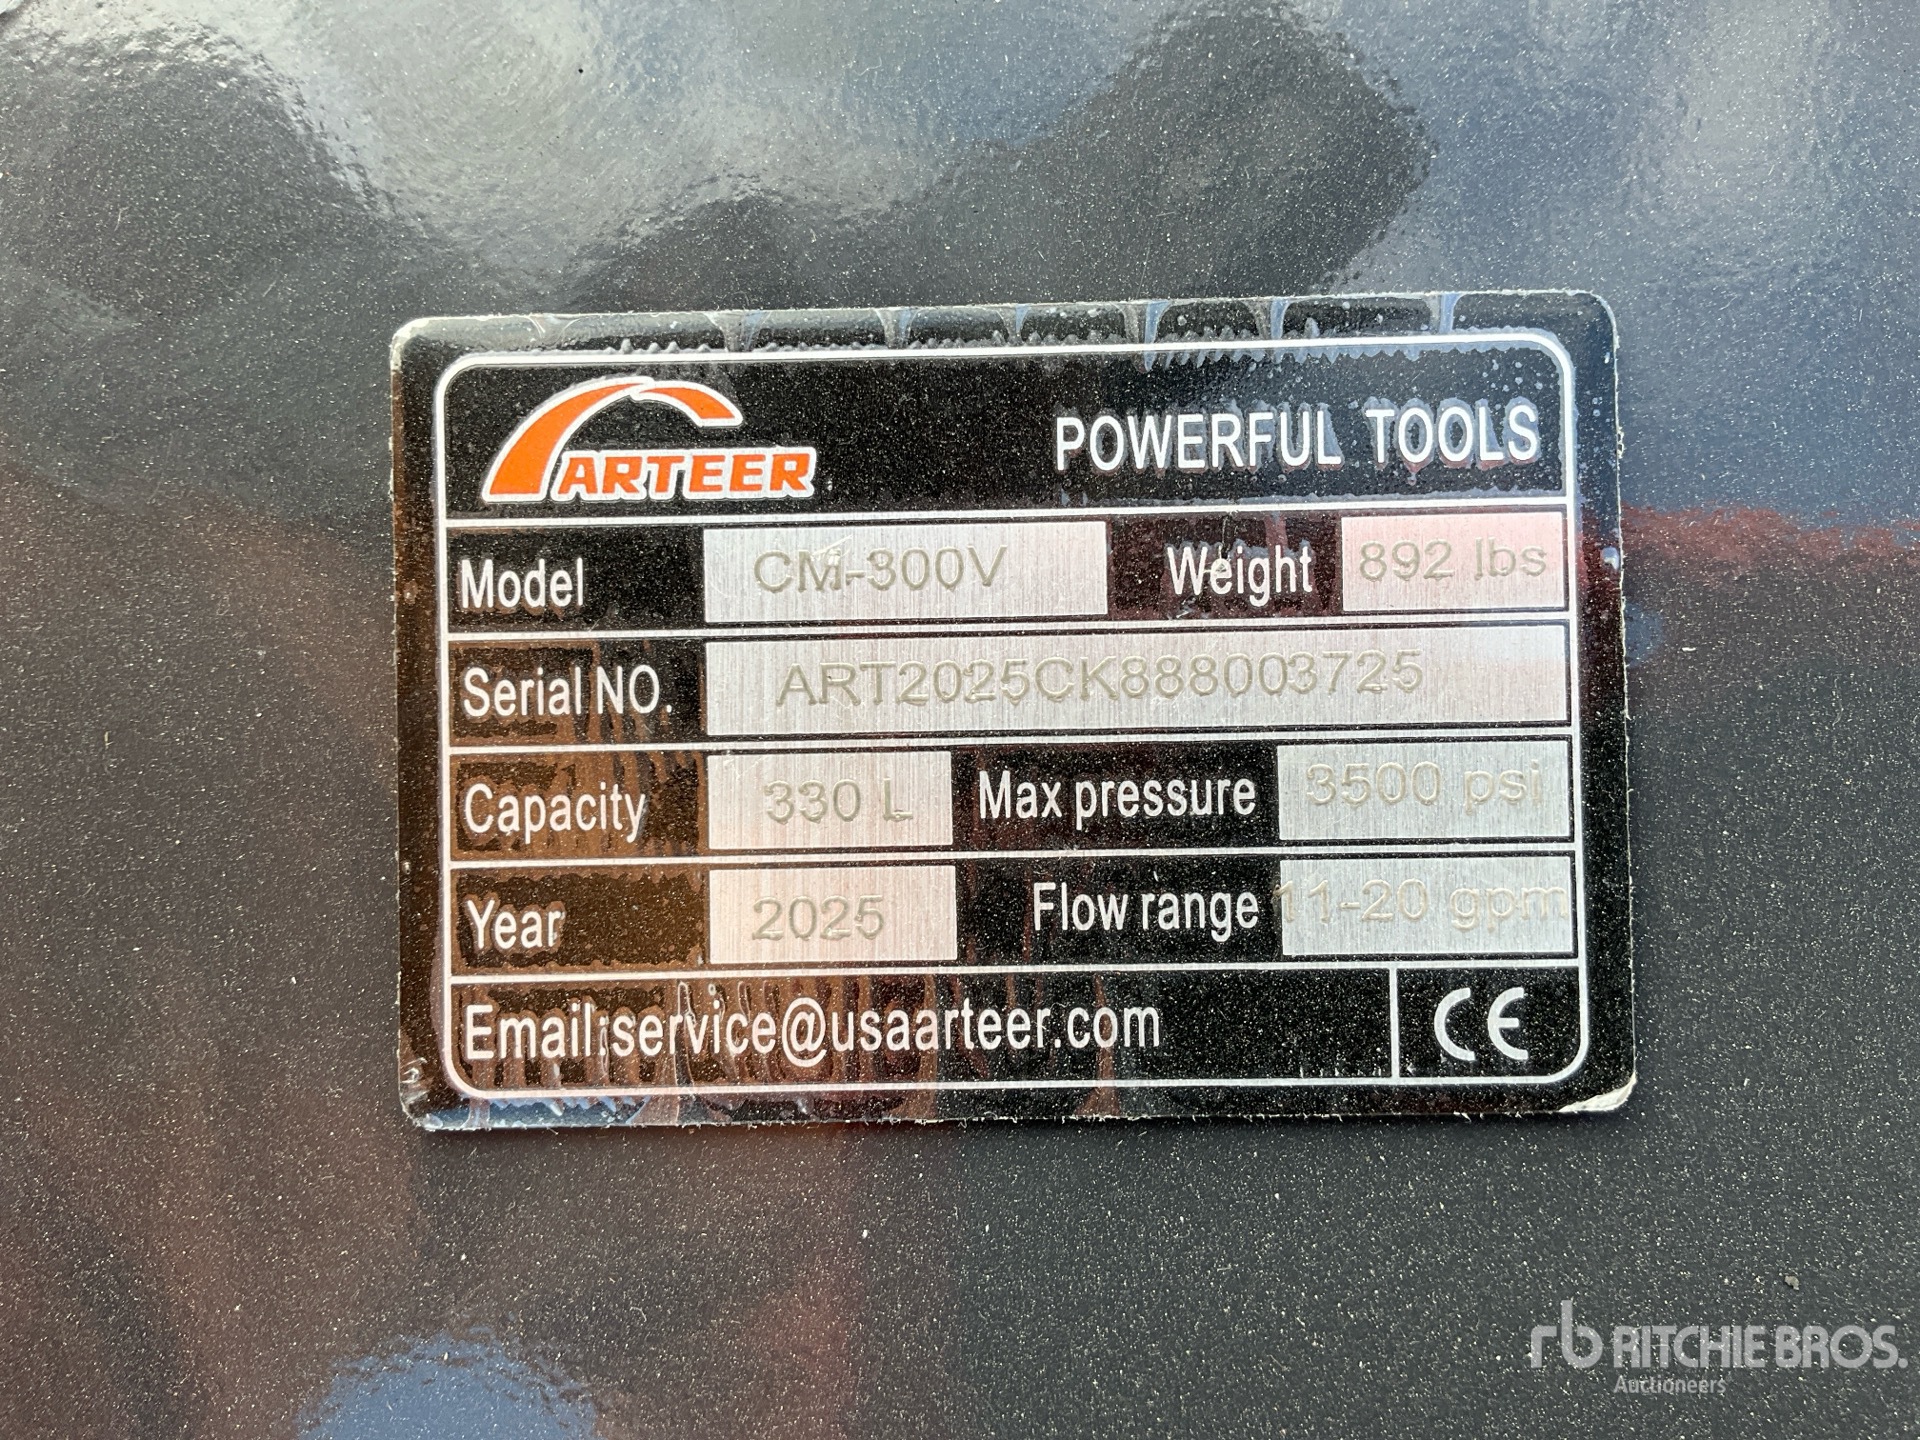 ARTEER POWERFUL TOOLS
Model CM-300V Weight 892 lbs
Serial NO. ART2025CK888003725
Capacity 330 L Max pressure 3500 psi
Year 2025 Flow range 11-20 gpm
Email:service@usaarteer.com CE
rb RITCHIE BROS.
Auctioneers